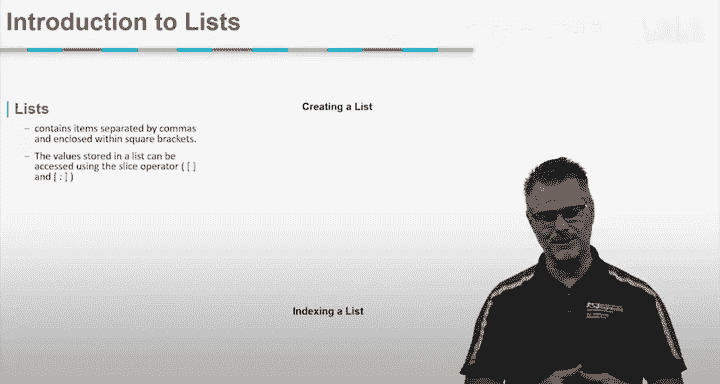 Introduction to Lists
Lists
– contains items separated by commas
and enclosed within square brackets.
– The values stored in a list can be
accessed using the slice operator ( [ ]
and [ : ] )
Creating a List
Indexing a List